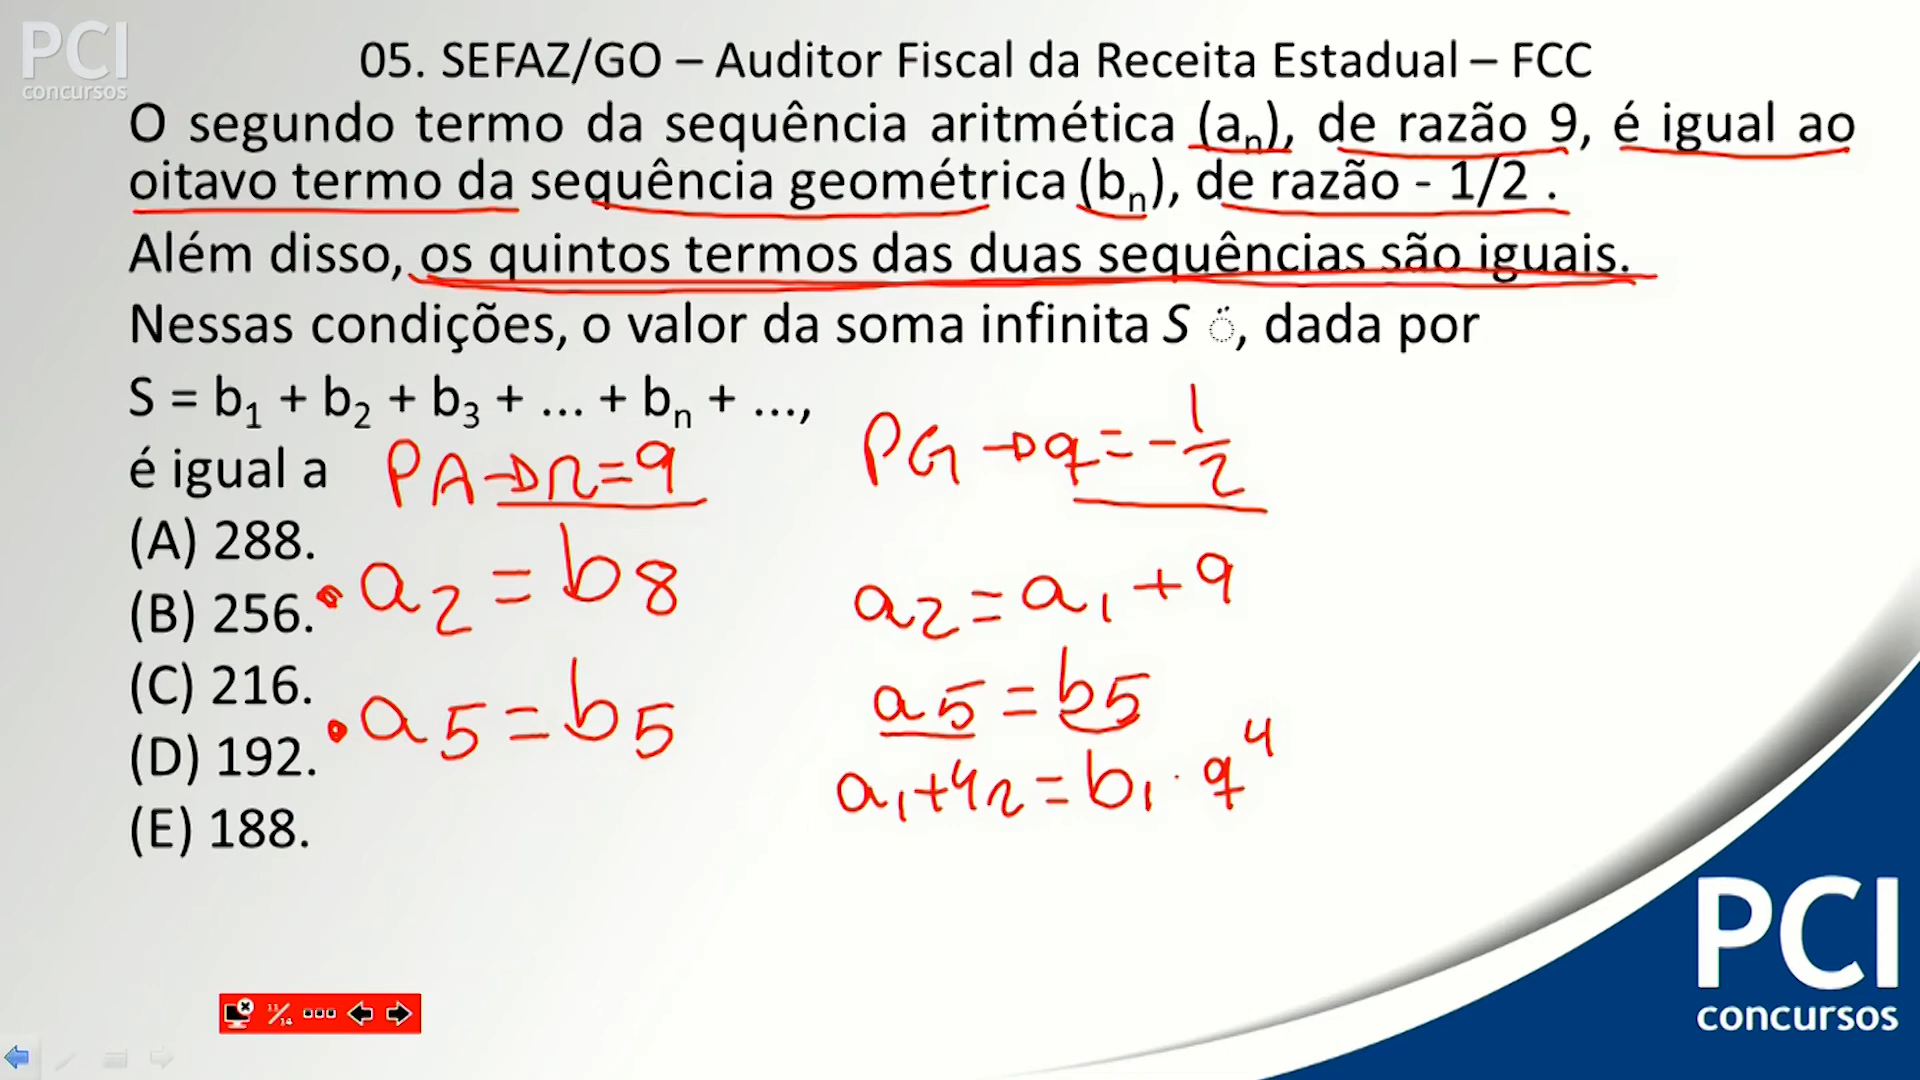 PCI
concursos
05. SEFAZ/GO – Auditor Fiscal da Receita Estadual – FCC
O segundo termo da sequência aritmética (aₙ), de razão 9, é igual ao
oitavo termo da sequência geométrica (bₙ), de razão - 1/2 .
Além disso, os quintos termos das duas sequências são iguais.
Nessas condições, o valor da soma infinita S ◌̈, dada por
S = b₁ + b₂ + b₃ + ... + bₙ + ...,
é igual a
PA → r = 9
PG → q = - 1/2
(A) 288.
(B) 256.
(C) 216.
(D) 192.
(E) 188.
• a₂ = b₈
• a₅ = b₅
a₂ = a₁ + 9
a₅ = b₅
a₁ + 4r = b₁ · q⁴
11/14
PCI
concursos